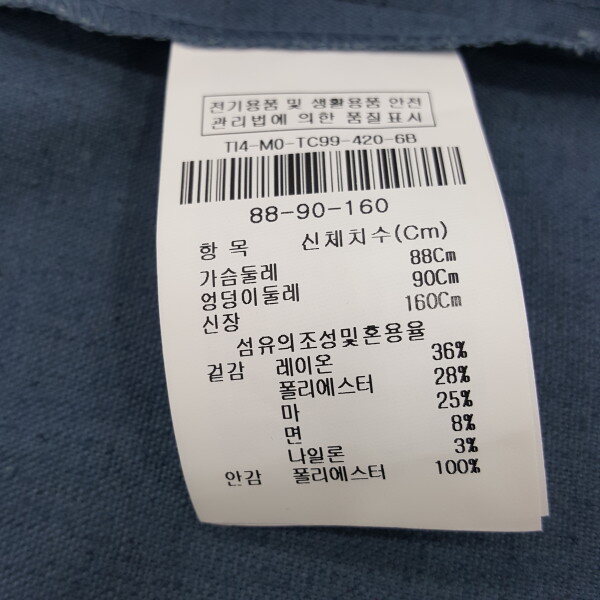 전기용품 및 생활용품 안전
관리법에 의한 품질표시
TI4-M0-TC99-420-6B
88-90-160
항 목 신체치수(Cm)
가슴둘레 88Cm
엉덩이둘레 90Cm
신장 160Cm
섬유의조성및혼용율
겉감 레이온 36%
폴리에스터 28%
마 25%
면 8%
나일론 3%
안감 폴리에스터 100%